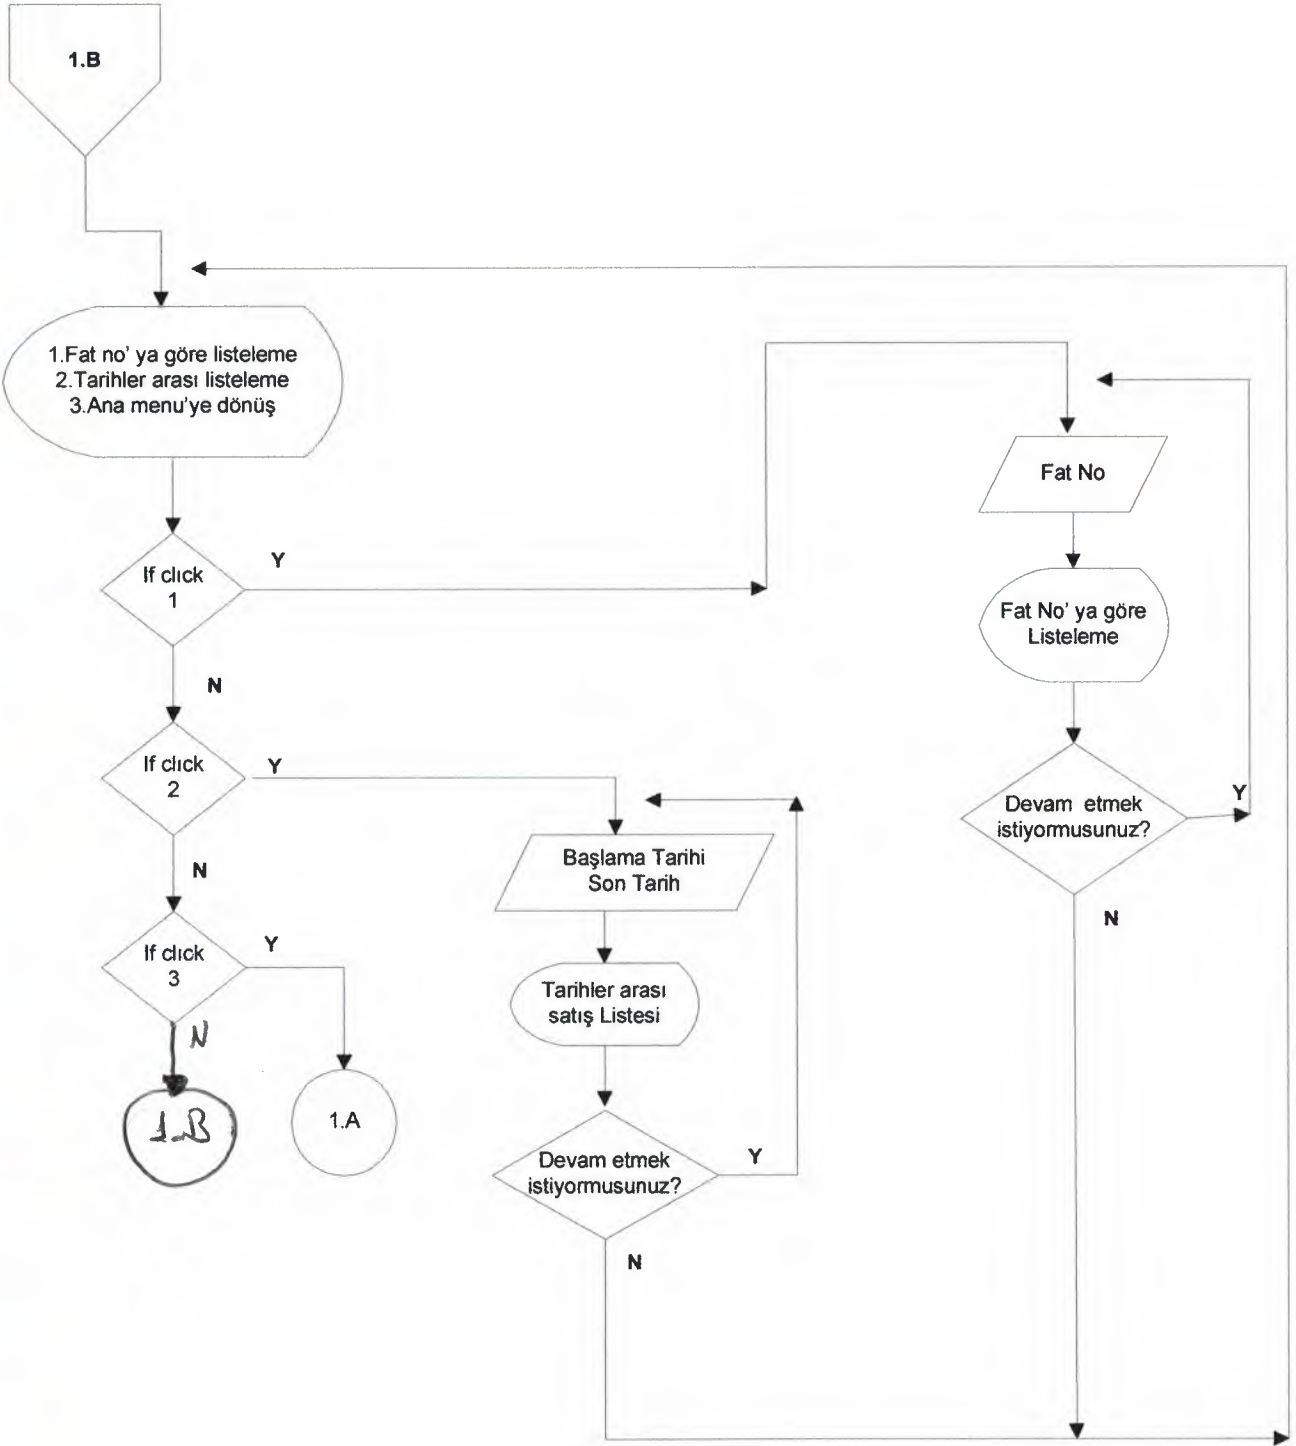 1.B
1.Fat no' ya göre listeleme
2.Tarihler arası listeleme
3.Ana menu'ye dönüş
If clıck
1
Y
N
If clıck
2
Y
N
If clıck
3
Y
N
1.B
1.A
Başlama Tarihi
Son Tarih
Tarihler arası
satış Listesi
Devam etmek
istiyormusunuz?
Y
N
Fat No
Fat No' ya göre
Listeleme
Devam etmek
istiyormusunuz?
Y
N